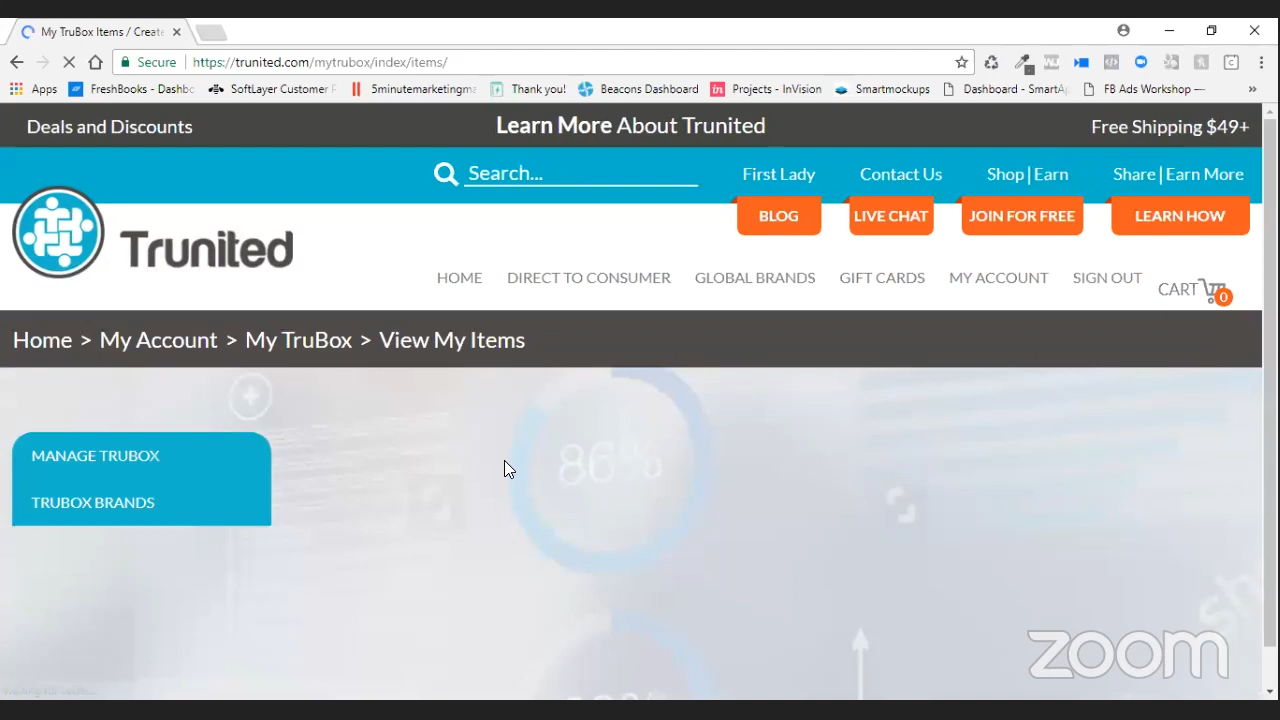 My TruBox Items / Create
Secure https://trunited.com/mytrubox/index/items/
Apps FreshBooks - Dashbo SoftLayer Customer P 5minutemarketingma Thank you! Beacons Dashboard Projects - InVision Smartmockups Dashboard - SmartAp FB Ads Workshop —
Deals and Discounts Learn More About Trunited Free Shipping $49+
Search... First Lady Contact Us Shop | Earn Share | Earn More
BLOG LIVE CHAT JOIN FOR FREE LEARN HOW
Trunited
HOME DIRECT TO CONSUMER GLOBAL BRANDS GIFT CARDS MY ACCOUNT SIGN OUT CART 0
Home > My Account > My TruBox > View My Items
86%
MANAGE TRUBOX
TRUBOX BRANDS
zoom